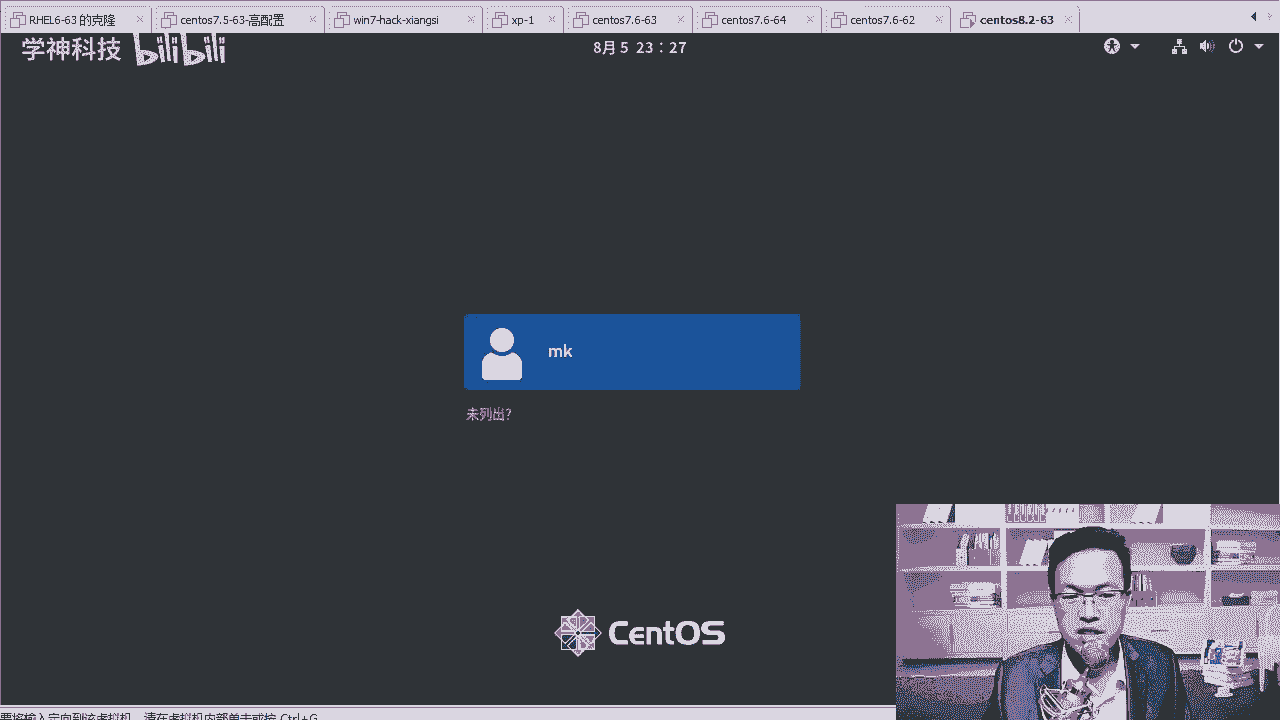 RHEL6-63 的克隆
centos7.5-63-高配置
win7-hack-xiangsi
xp-1
centos7.6-63
centos7.6-64
centos7.6-62
centos8.2-63
学神科技 bilibili
8月 5 23：27
mk
未列出?
CentOS
要将输入定向到该虚拟机，请在虚拟机内部单击或按 Ctrl+G